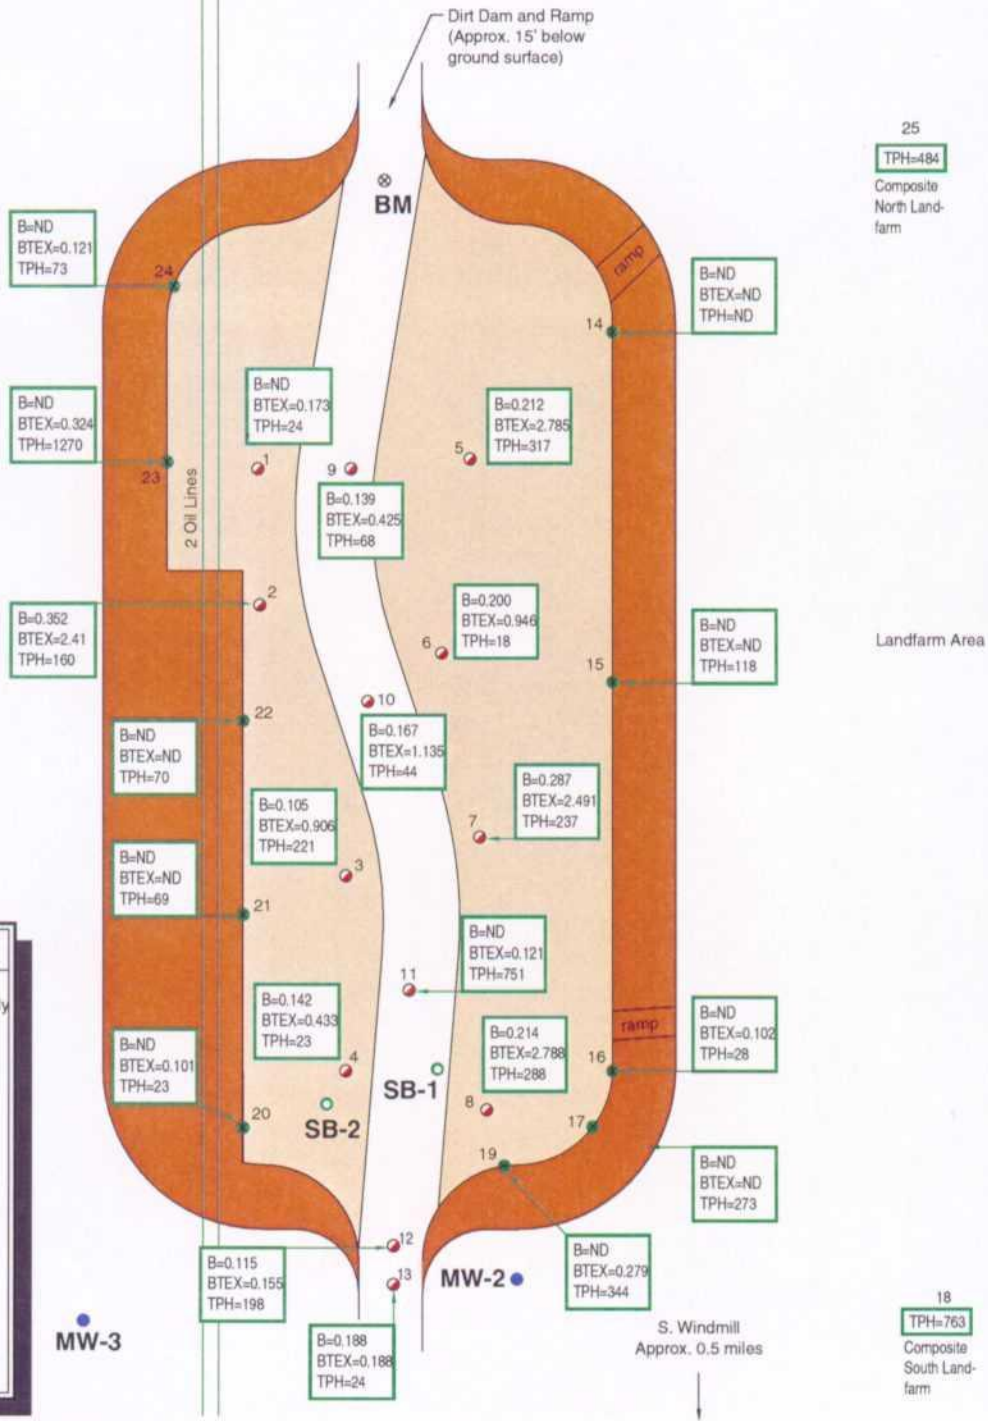 Dirt Dam and Ramp
(Approx. 15' below
ground surface)
25
TPH=484
Composite
North Land-
farm
BM
B=ND
BTEX=0.121
TPH=73
24
ramp
B=ND
BTEX=ND
TPH=ND
14
B=ND
BTEX=0.324
TPH=1270
23
2 Oil Lines
B=ND
BTEX=0.173
TPH=24
1
9
B=0.139
BTEX=0.425
TPH=68
B=0.212
BTEX=2.785
TPH=317
5
B=0.352
BTEX=2.41
TPH=160
2
B=0.200
BTEX=0.946
TPH=18
6
B=ND
BTEX=ND
TPH=118
15
Landfarm Area
10
B=0.167
BTEX=1.135
TPH=44
22
B=ND
BTEX=ND
TPH=70
B=0.105
BTEX=0.906
TPH=221
3
B=0.287
BTEX=2.491
TPH=237
7
B=ND
BTEX=ND
TPH=69
21
B=ND
BTEX=0.121
TPH=751
11
B=0.142
BTEX=0.433
TPH=23
4
B=0.214
BTEX=2.788
TPH=288
8
ramp
B=ND
BTEX=0.102
TPH=28
16
B=ND
BTEX=0.101
TPH=23
20
SB-1
SB-2
17
19
B=ND
BTEX=ND
TPH=273
B=0.115
BTEX=0.155
TPH=198
12
13
MW-2
B=ND
BTEX=0.279
TPH=344
B=0.188
BTEX=0.188
TPH=24
MW-3
S. Windmill
Approx. 0.5 miles
18
TPH=763
Composite
South Land-
farm